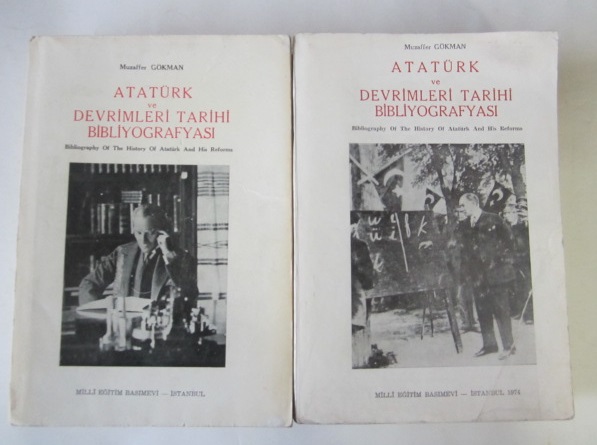 Muzaffer GÖKMAN
ATATÜRK
ve
DEVRİMLERİ TARİHİ
BİBLİYOGRAFYASI
Bibliography Of The History Of Atatürk And His Reforms
MİLLÎ EĞİTİM BASIMEVİ — İSTANBUL
Muzaffer GÖKMAN
ATATÜRK
ve
DEVRİMLERİ TARİHİ
BİBLİYOGRAFYASI
Bibliography Of The History Of Atatürk And His Reforms
MİLLÎ EĞİTİM BASIMEVİ — İSTANBUL